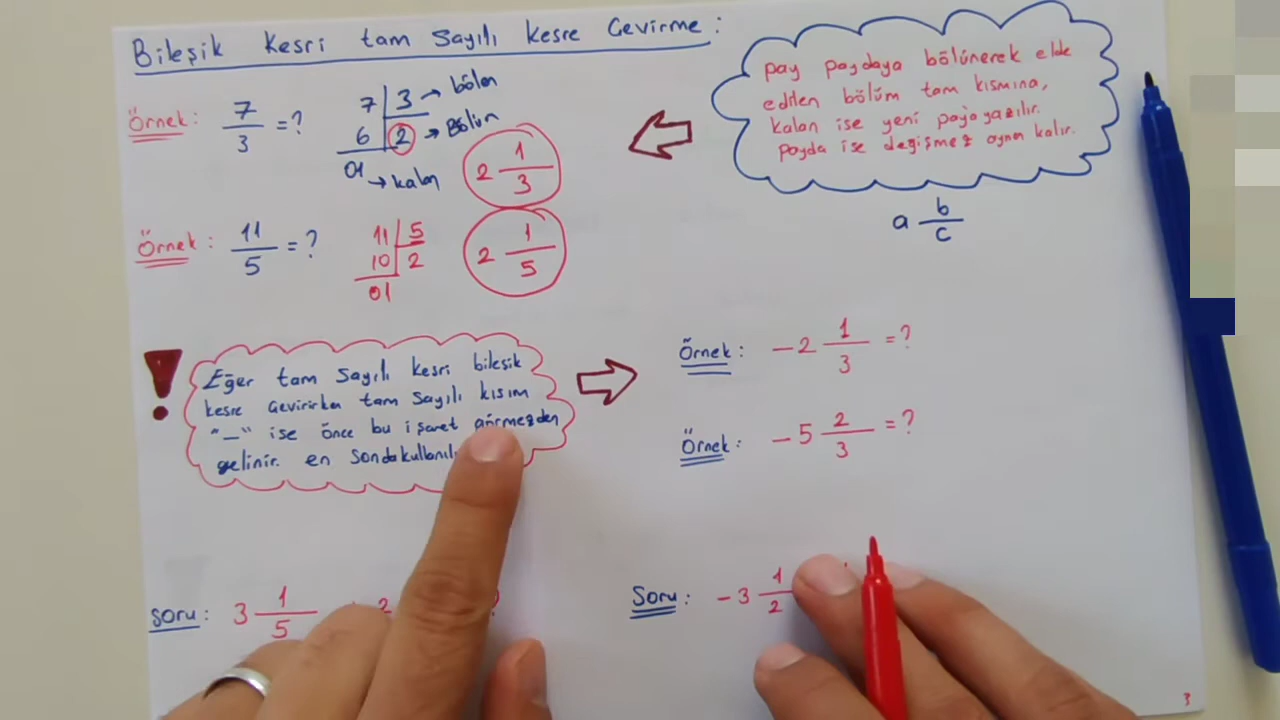 Bileşik kesri tam sayılı kesre Çevirme:
Örnek: 7/3 = ?
7 | 3 → bölen
6 | 2 → Bölüm
01 → kalan
2 1/3
pay paydaya bölünerek elde
edilen bölüm tam kısmına,
kalan ise yeni paya yazılır.
payda ise değişmez aynen kalır.
a b/c
Örnek: 11/5 = ?
11 | 5
10 | 2
01
2 1/5
!
Eğer tam sayılı kesri bileşik
kesre çevirirken tam sayılı kısım
"—" ise önce bu işaret görmezden
gelinir. en sonda
Örnek: -2 1/3 = ?
Örnek: -5 2/3 = ?
Soru: 3 1/5 2 ?
Soru: -3 1/2
3